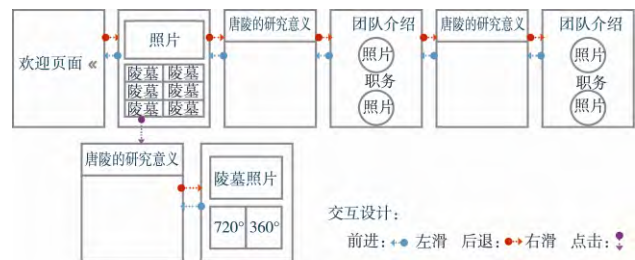 欢迎页面 «
照片
陵墓 陵墓
陵墓 陵墓
陵墓 陵墓
唐陵的研究意义
团队介绍
照片
职务
照片
唐陵的研究意义
团队介绍
照片
职务
照片
唐陵的研究意义
陵墓照片
720° 360°
交互设计：
前进： 左滑 后退： 右滑 点击：